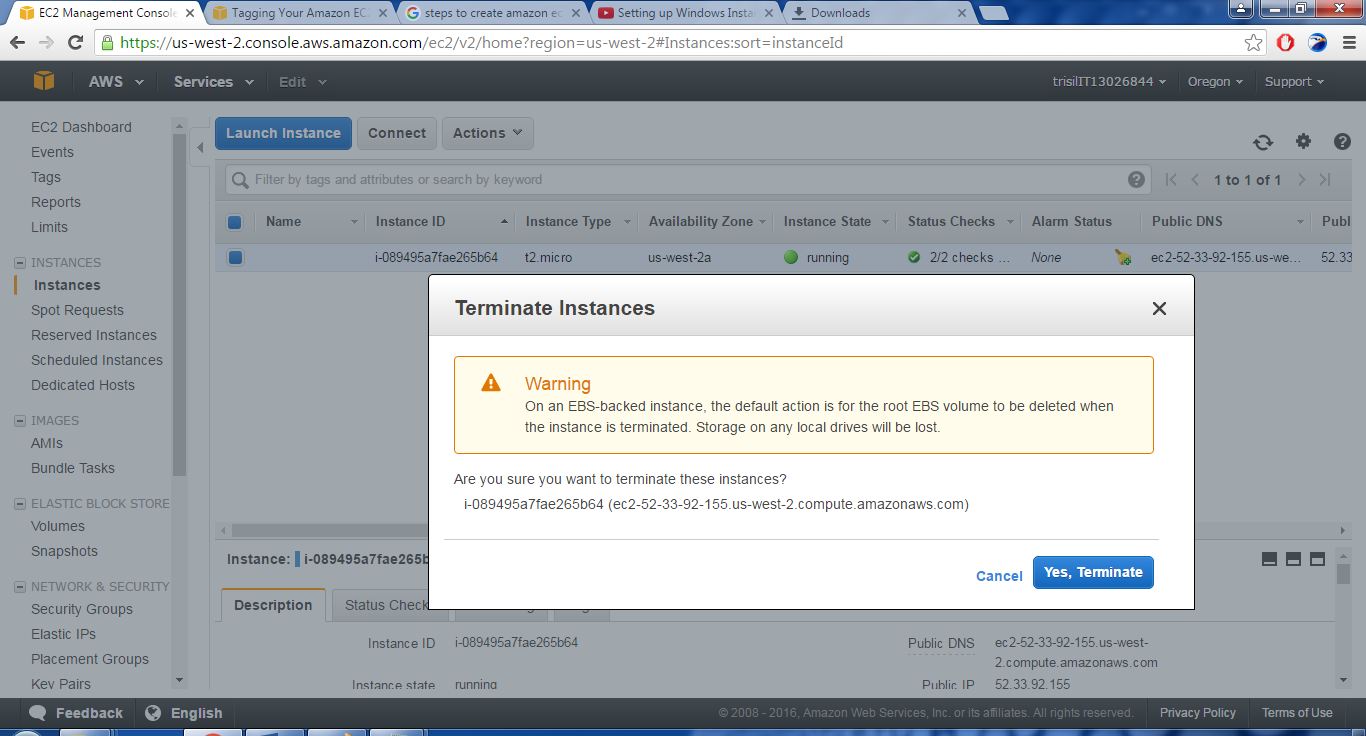 EC2 Management Console
Tagging Your Amazon EC
steps to create amazon ec
Setting up Windows Insta
Downloads
https://us-west-2.console.aws.amazon.com/ec2/v2/home?region=us-west-2#Instances:sort=instanceId
AWS Services Edit trisilIT13026844 Oregon Support
EC2 Dashboard
Events
Tags
Reports
Limits
INSTANCES
Instances
Spot Requests
Reserved Instances
Scheduled Instances
Dedicated Hosts
IMAGES
AMIs
Bundle Tasks
ELASTIC BLOCK STORE
Volumes
Snapshots
NETWORK & SECURITY
Security Groups
Elastic IPs
Placement Groups
Key Pairs
Launch Instance Connect Actions
Filter by tags and attributes or search by keyword
1 to 1 of 1
Name Instance ID Instance Type Availability Zone Instance State Status Checks Alarm Status Public DNS Publ
i-089495a7fae265b64 t2.micro us-west-2a running 2/2 checks ... None ec2-52-33-92-155.us-we... 52.33
Terminate Instances
Warning
On an EBS-backed instance, the default action is for the root EBS volume to be deleted when
the instance is terminated. Storage on any local drives will be lost.
Are you sure you want to terminate these instances?
i-089495a7fae265b64 (ec2-52-33-92-155.us-west-2.compute.amazonaws.com)
Cancel Yes, Terminate
Instance: i-089495a7fae265b
Description Status Check
Instance ID i-089495a7fae265b64 Public DNS ec2-52-33-92-155.us-west-
2.compute.amazonaws.com
Instance state running Public IP 52.33.92.155
Feedback English © 2008 - 2016, Amazon Web Services, Inc. or its affiliates. All rights reserved. Privacy Policy Terms of Use